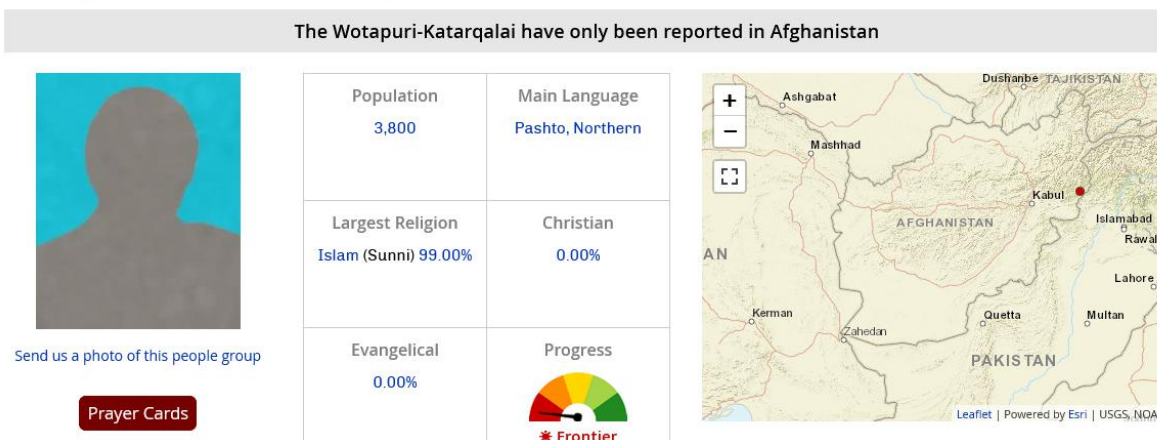 The Wotapuri-Katarqalai have only been reported in Afghanistan
Send us a photo of this people group
Prayer Cards
Population
3,800
Main Language
Pashto, Northern
Largest Religion
Islam (Sunni) 99.00%
Christian
0.00%
Evangelical
0.00%
Progress
Frontier
+
−
Dushanbe TAJIKISTAN
Ashgabat
Mashhad
Kabul
AFGHANISTAN
Islamabad
Rawal
AN
Lahore
Kerman
Quetta
Multan
Zahedan
PAKISTAN
Leaflet | Powered by Esri | USGS, NOA